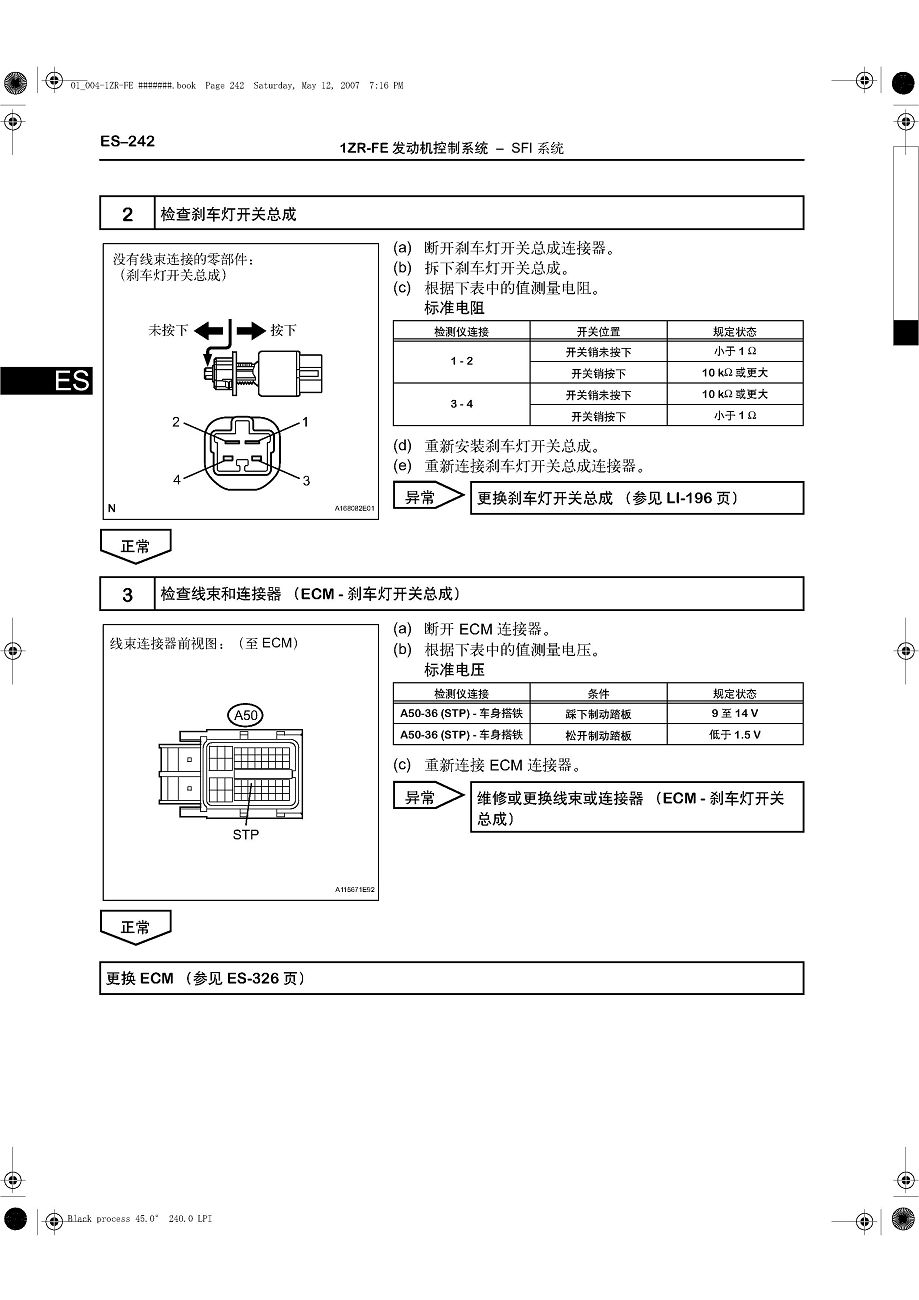 01_004-1ZR-FE #######.book Page 242 Saturday, May 12, 2007 7:16 PM
ES–242
1ZR-FE 发动机控制系统 – SFI 系统
2 检查刹车灯开关总成
没有线束连接的零部件：
（刹车灯开关总成）
未按下 按下
2 1
4 3
N A168082E01
(a) 断开刹车灯开关总成连接器。
(b) 拆下刹车灯开关总成。
(c) 根据下表中的值测量电阻。
标准电阻
检测仪连接 开关位置 规定状态
1 - 2 开关销未按下 小于 1 Ω
开关销按下 10 kΩ 或更大
3 - 4 开关销未按下 10 kΩ 或更大
开关销按下 小于 1 Ω
(d) 重新安装刹车灯开关总成。
(e) 重新连接刹车灯开关总成连接器。
异常 更换刹车灯开关总成 （参见 LI-196 页）
ES
正常
3 检查线束和连接器 （ECM - 刹车灯开关总成）
线束连接器前视图：（至 ECM）
A50
STP
A115671E92
(a) 断开 ECM 连接器。
(b) 根据下表中的值测量电压。
标准电压
检测仪连接 条件 规定状态
A50-36 (STP) - 车身搭铁 踩下制动踏板 9 至 14 V
A50-36 (STP) - 车身搭铁 松开制动踏板 低于 1.5 V
(c) 重新连接 ECM 连接器。
异常 维修或更换线束或连接器 （ECM - 刹车灯开关
总成）
正常
更换 ECM （参见 ES-326 页）
Black process 45.0° 240.0 LPI